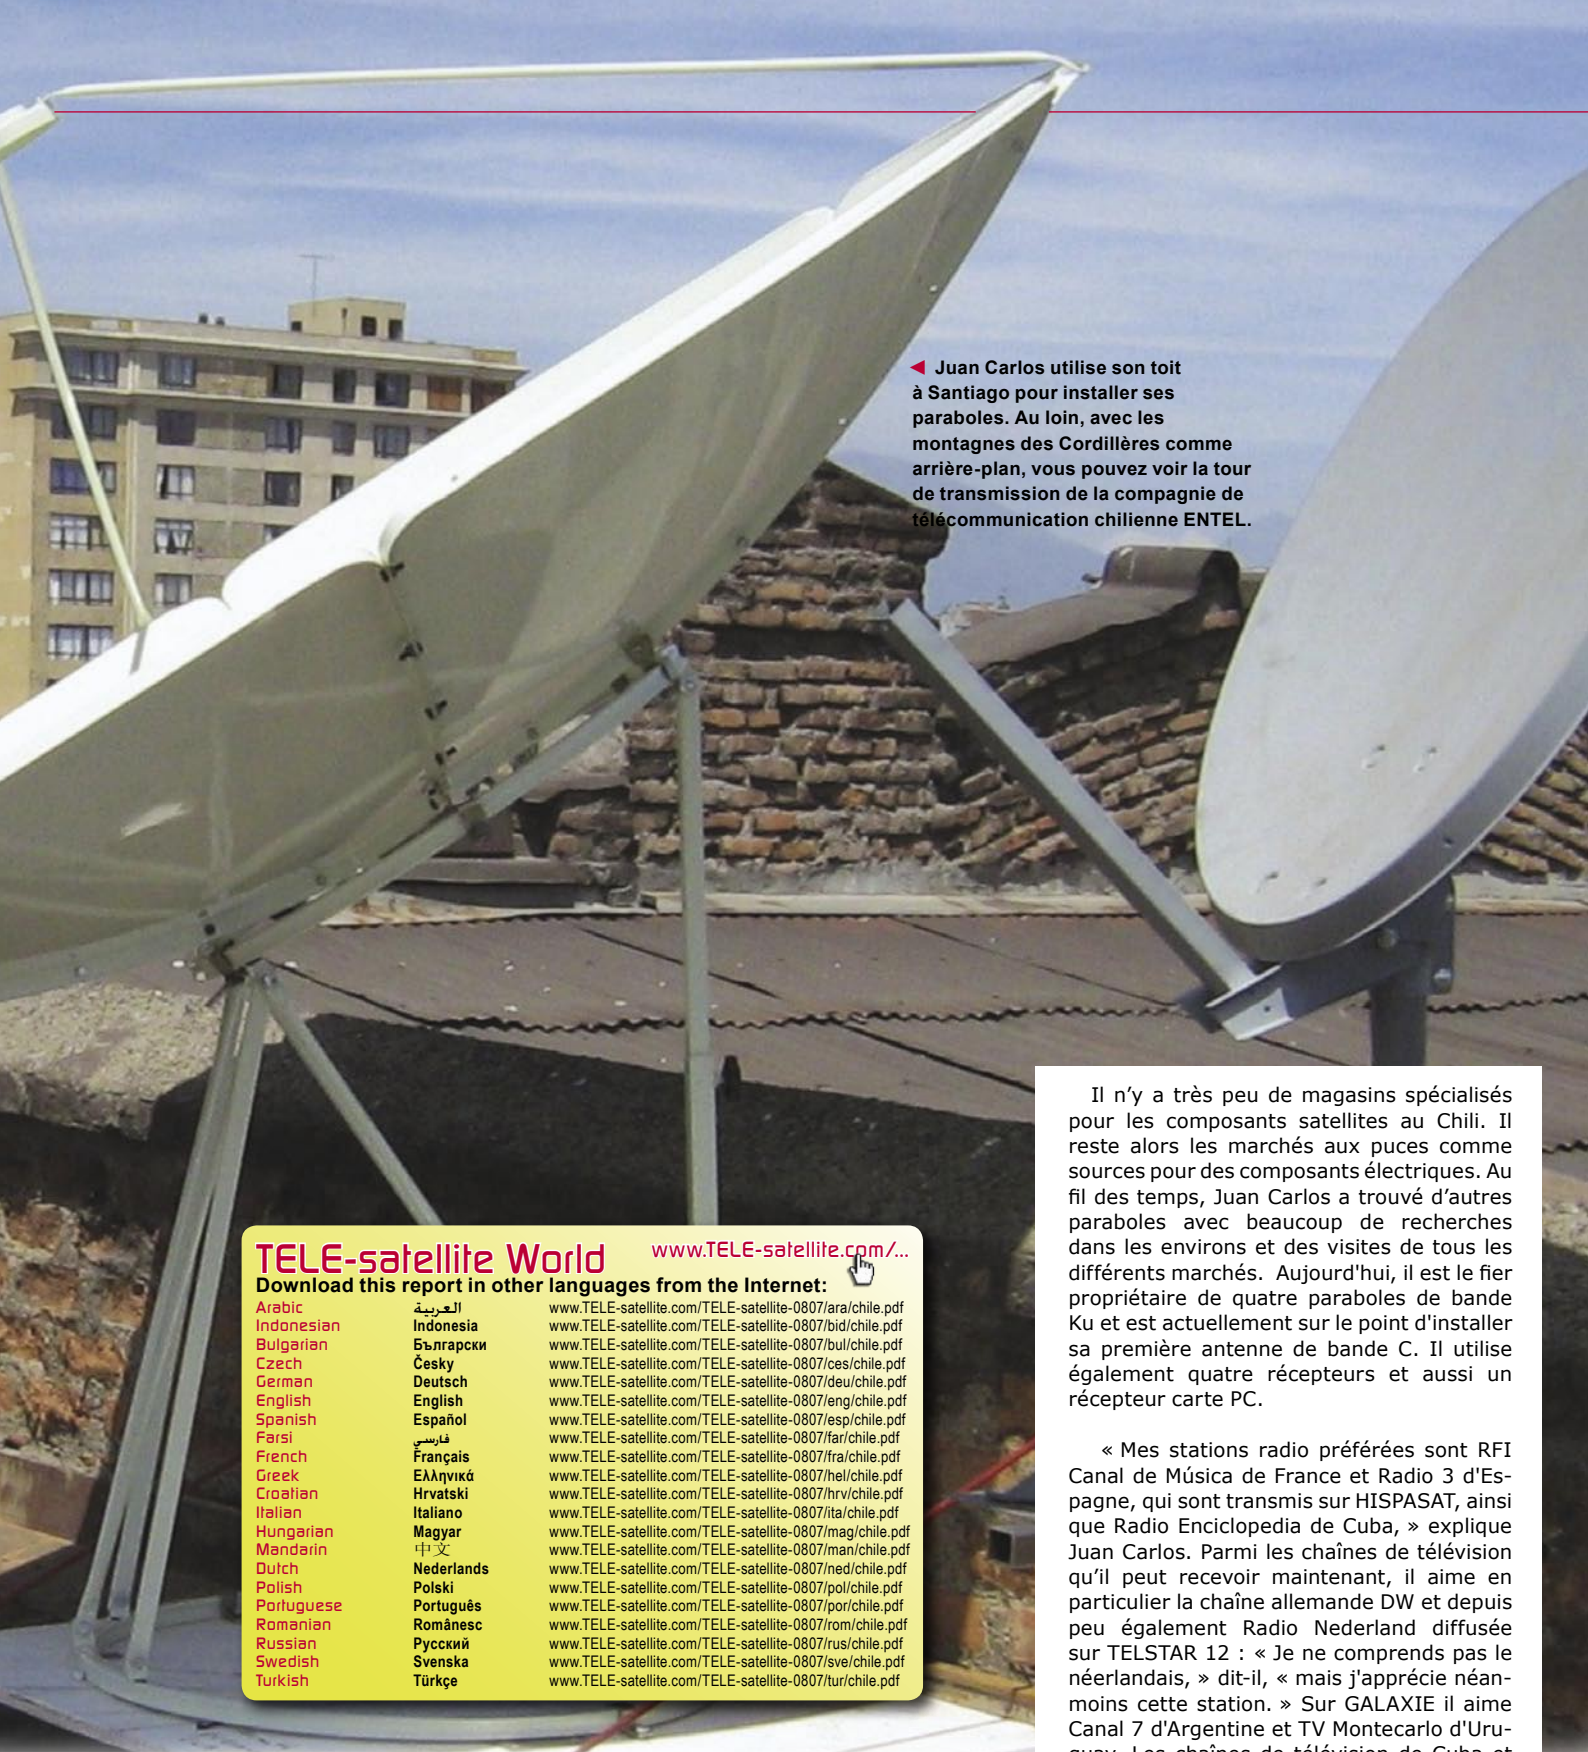 ◄ Juan Carlos utilise son toit
à Santiago pour installer ses
paraboles. Au loin, avec les
montagnes des Cordillères comme
arrière-plan, vous pouvez voir la tour
de transmission de la compagnie de
télécommunication chilienne ENTEL.
TELE-satellite World www.TELE-satellite.com/...
Download this report in other languages from the Internet:
Arabic العربية www.TELE-satellite.com/TELE-satellite-0807/ara/chile.pdf
Indonesian Indonesia www.TELE-satellite.com/TELE-satellite-0807/bid/chile.pdf
Bulgarian Български www.TELE-satellite.com/TELE-satellite-0807/bul/chile.pdf
Czech Česky www.TELE-satellite.com/TELE-satellite-0807/ces/chile.pdf
German Deutsch www.TELE-satellite.com/TELE-satellite-0807/deu/chile.pdf
English English www.TELE-satellite.com/TELE-satellite-0807/eng/chile.pdf
Spanish Español www.TELE-satellite.com/TELE-satellite-0807/esp/chile.pdf
Farsi فارسي www.TELE-satellite.com/TELE-satellite-0807/far/chile.pdf
French Français www.TELE-satellite.com/TELE-satellite-0807/fra/chile.pdf
Greek Ελληνικά www.TELE-satellite.com/TELE-satellite-0807/hel/chile.pdf
Croatian Hrvatski www.TELE-satellite.com/TELE-satellite-0807/hrv/chile.pdf
Italian Italiano www.TELE-satellite.com/TELE-satellite-0807/ita/chile.pdf
Hungarian Magyar www.TELE-satellite.com/TELE-satellite-0807/mag/chile.pdf
Mandarin 中文 www.TELE-satellite.com/TELE-satellite-0807/man/chile.pdf
Dutch Nederlands www.TELE-satellite.com/TELE-satellite-0807/ned/chile.pdf
Polish Polski www.TELE-satellite.com/TELE-satellite-0807/pol/chile.pdf
Portuguese Português www.TELE-satellite.com/TELE-satellite-0807/por/chile.pdf
Romanian Românesc www.TELE-satellite.com/TELE-satellite-0807/rom/chile.pdf
Russian Русский www.TELE-satellite.com/TELE-satellite-0807/rus/chile.pdf
Swedish Svenska www.TELE-satellite.com/TELE-satellite-0807/sve/chile.pdf
Turkish Türkçe www.TELE-satellite.com/TELE-satellite-0807/tur/chile.pdf
Il n’y a très peu de magasins spécialisés
pour les composants satellites au Chili. Il
reste alors les marchés aux puces comme
sources pour des composants électriques. Au
fil des temps, Juan Carlos a trouvé d’autres
paraboles avec beaucoup de recherches
dans les environs et des visites de tous les
différents marchés. Aujourd'hui, il est le fier
propriétaire de quatre paraboles de bande
Ku et est actuellement sur le point d'installer
sa première antenne de bande C. Il utilise
également quatre récepteurs et aussi un
récepteur carte PC.
« Mes stations radio préférées sont RFI
Canal de Música de France et Radio 3 d'Es-
pagne, qui sont transmis sur HISPASAT, ainsi
que Radio Enciclopedia de Cuba, » explique
Juan Carlos. Parmi les chaînes de télévision
qu’il peut recevoir maintenant, il aime en
particulier la chaîne allemande DW et depuis
peu également Radio Nederland diffusée
sur TELSTAR 12 : « Je ne comprends pas le
néerlandais, » dit-il, « mais j'apprécie néan-
moins cette station. » Sur GALAXIE il aime
Canal 7 d'Argentine et TV Montecarlo d'Uru-
guay. Les chaînes de télévision de Cuba et